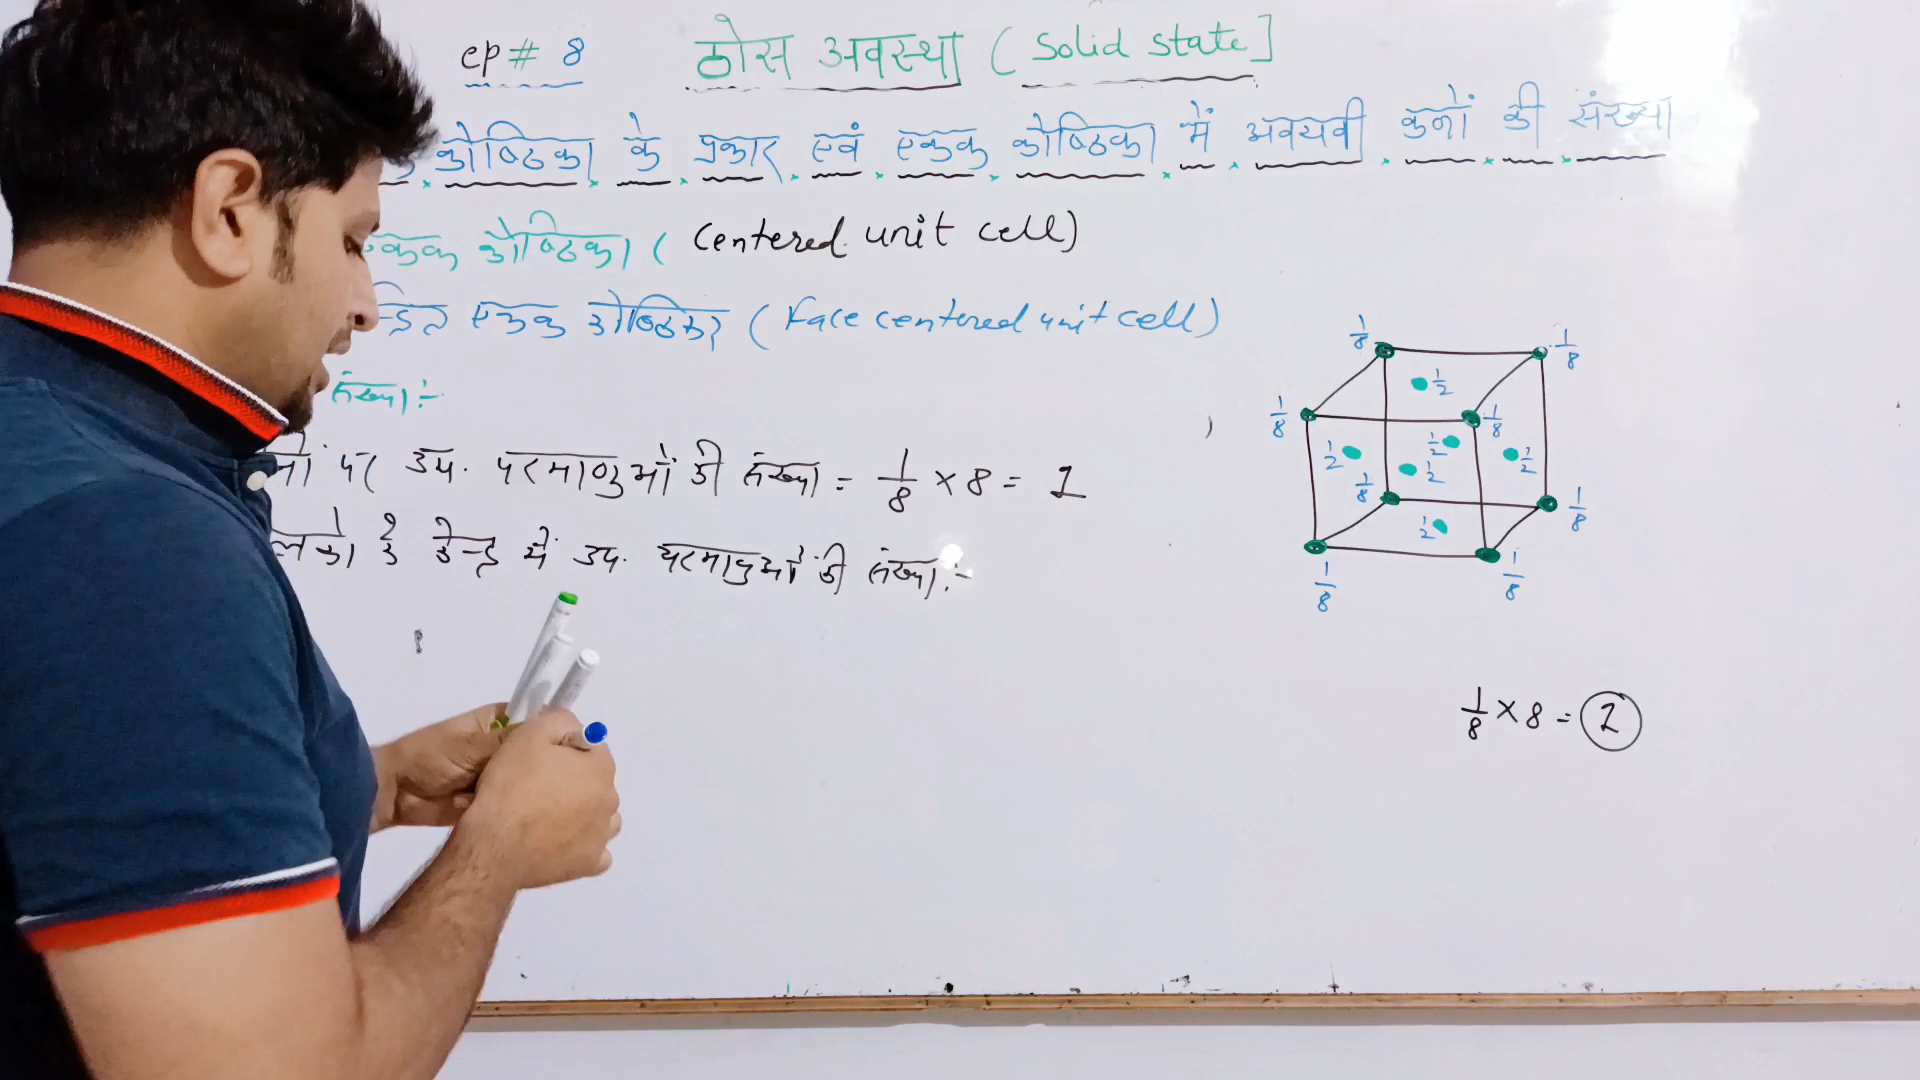 ep # 8 ठोस अवस्था ( Solid state ]
कोष्ठिका के प्रकार एवं एकक कोष्ठिका में अवयवी कनों की संख्या
एकक कोष्ठिका ( Centered unit cell)
एकक कोष्ठिका ( Face centered unit cell)
संख्या :-
पर उप. परमाणुओं की संख्या = 1/8 × 8 = 1
के केन्द्र में उप. परमाणुओं की संख्या :-
1/8 1/8
1/2
1/8 1/8
1/2 1/2 1/2
1/8 1/2
1/2 1/8
1/8 1/8
1/8 × 8 = 1